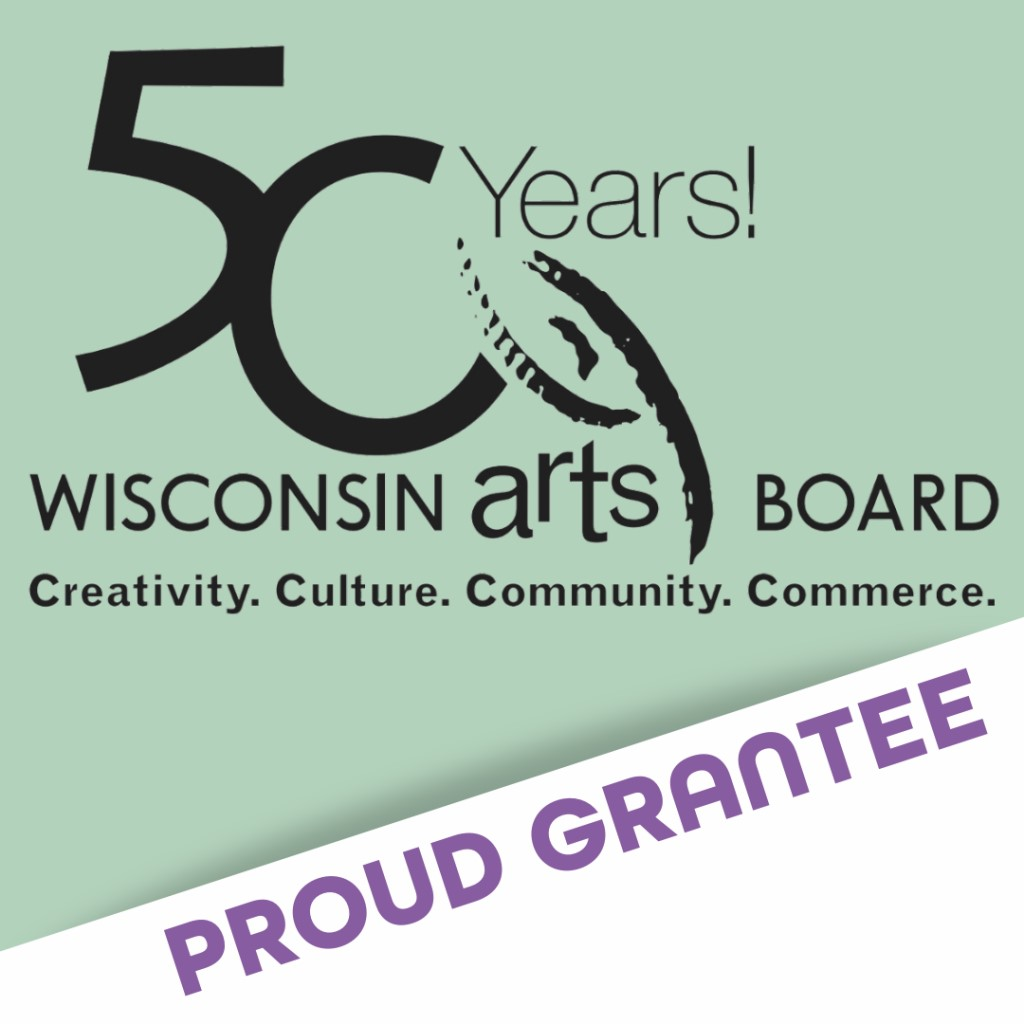 50 Years!
WISCONSIN arts BOARD
Creativity. Culture. Community. Commerce.
PROUD GRANTEE